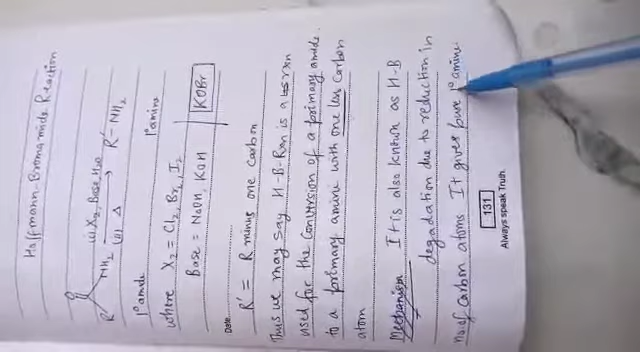 Hoffmann-Bromamide Reaction
O
R NH2 (i) X2, Base, H2O (ii) Δ → R'-NH2
1° amide 1° amine
where X2 = Cl2, Br2, I2
Base = NaOH, KOH KOBr
Date
R' = R minus one carbon
Thus we may say H-B-Rxn is a rxn
used for the conversion of a primary amide
to a primary amine with one less carbon
atom
Mechanism It is also known as H-B
degradation due to reduction in
no. of carbon atoms It gives pure 1° amine
131
Always speak Truth.